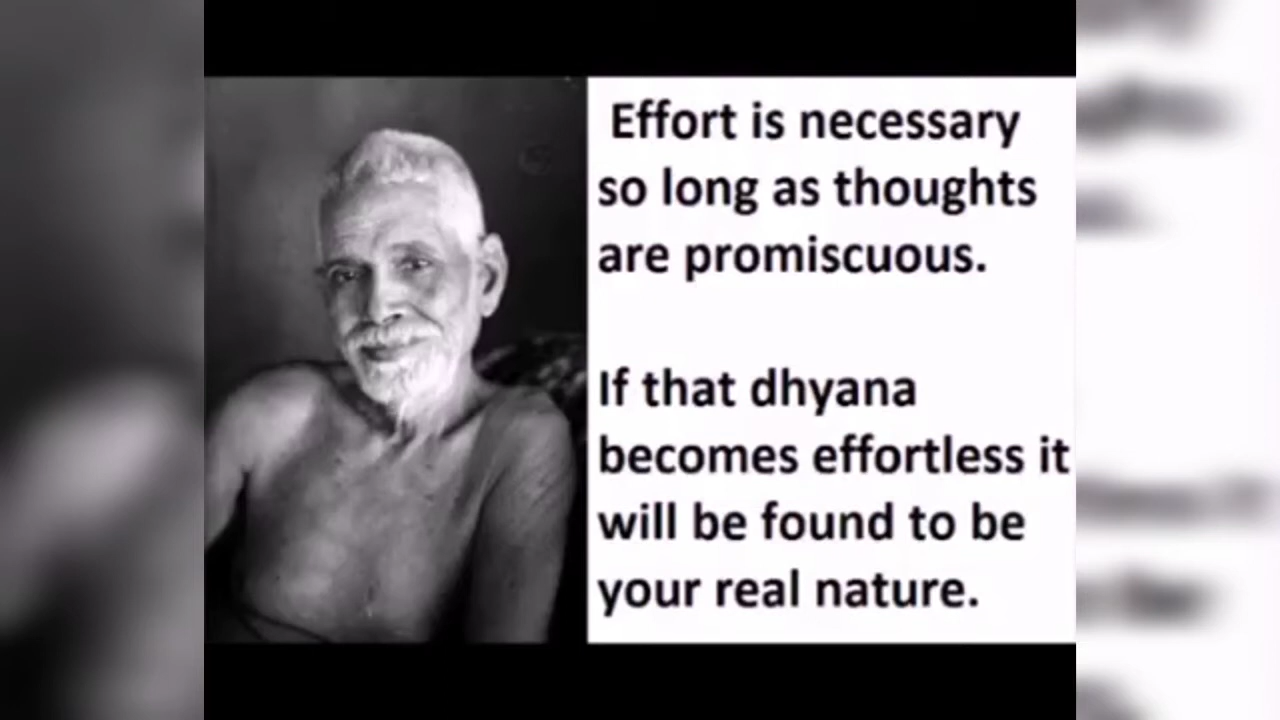 Effort is necessary
so long as thoughts
are promiscuous.
If that dhyana
becomes effortless it
will be found to be
your real nature.